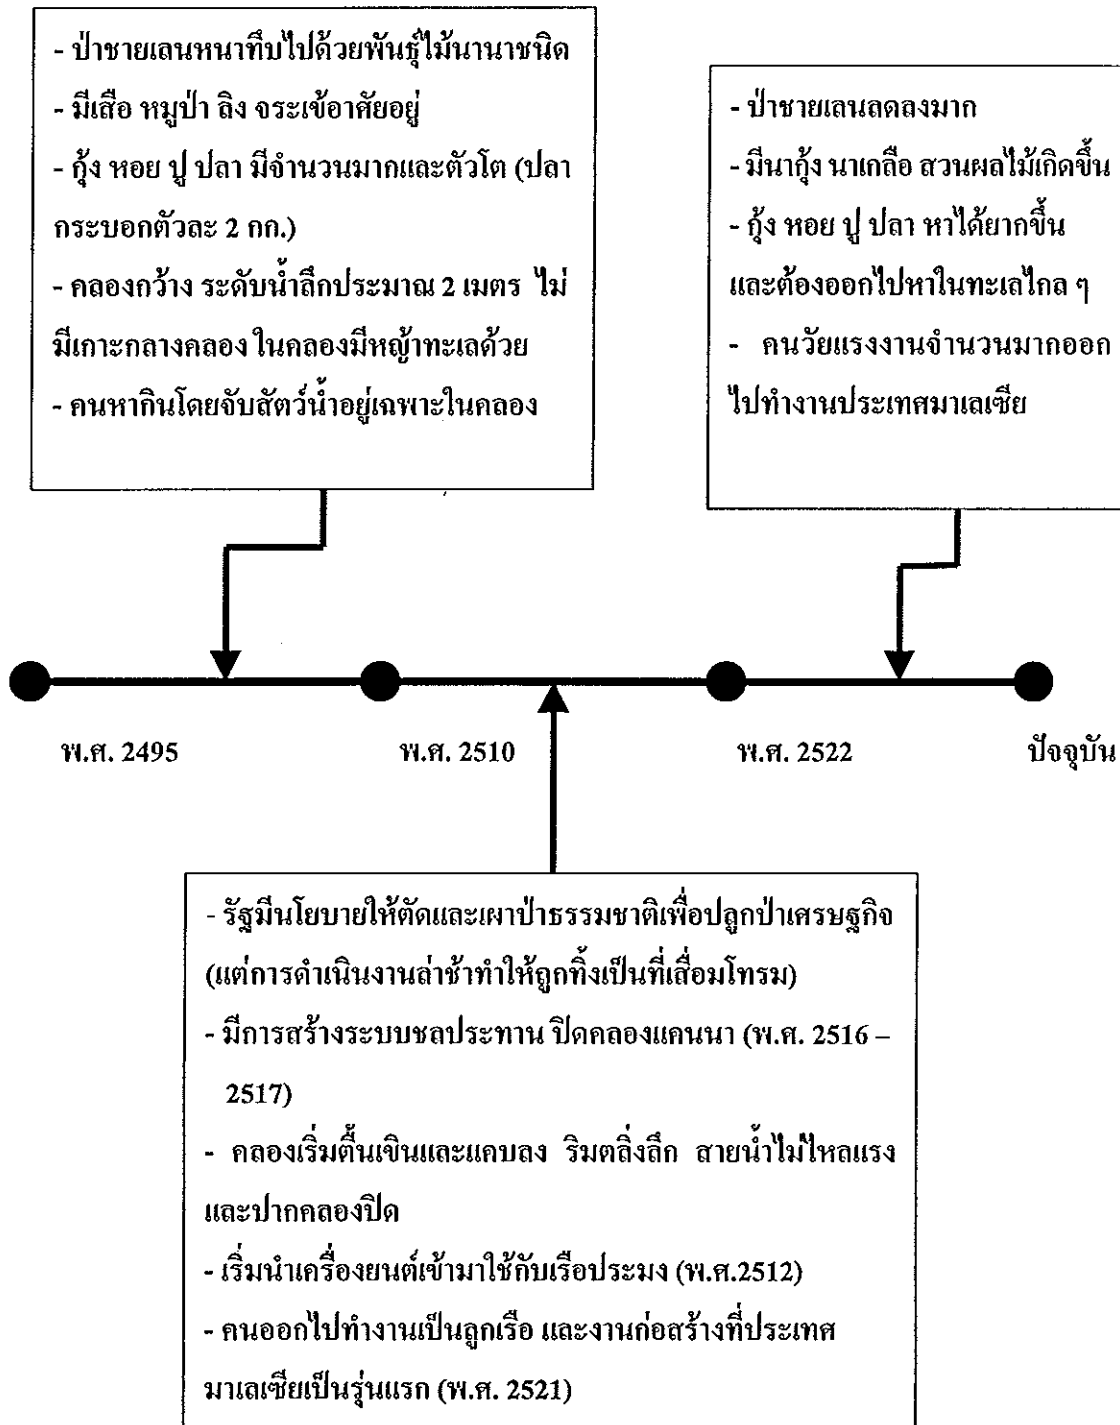 - ป่าชายเลนหนาทึบไปด้วยพันธุ์ไม้นานาชนิด
- มีเสือ หมูป่า ลิง จระเข้อาศัยอยู่
- กุ้ง หอย ปู ปลา มีจำนวนมากและตัวโต (ปลา
กระบอกตัวละ 2 กก.)
- คลองกว้าง ระดับน้ำลึกประมาณ 2 เมตร ไม่
มีเกาะกลางคลอง ในคลองมีหญ้าทะเลด้วย
- คนหากินโดยจับสัตว์น้ำอยู่เฉพาะในคลอง
- ป่าชายเลนลดลงมาก
- มีนากุ้ง นาเกลือ สวนผลไม้เกิดขึ้น
- กุ้ง หอย ปู ปลา หาได้ยากขึ้น
และต้องออกไปหาในทะเลไกล ๆ
- คนวัยแรงงานจำนวนมากออก
ไปทำงานประเทศมาเลเซีย
พ.ศ. 2495 พ.ศ. 2510 พ.ศ. 2522 ปัจจุบัน
- รัฐมีนโยบายให้ตัดและเผาป่าธรรมชาติเพื่อปลูกป่าเศรษฐกิจ
(แต่การดำเนินงานล่าช้าทำให้ถูกทิ้งเป็นที่เสื่อมโทรม)
- มีการสร้างระบบชลประทาน ปิดคลองแคนนา (พ.ศ. 2516 –
2517)
- คลองเริ่มตื้นเขินและแคบลง ริมตลิ่งลึก สายน้ำไม่ไหลแรง
และปากคลองปิด
- เริ่มนำเครื่องยนต์เข้ามาใช้กับเรือประมง (พ.ศ.2512)
- คนออกไปทำงานเป็นลูกเรือ และงานก่อสร้างที่ประเทศ
มาเลเซียเป็นรุ่นแรก (พ.ศ. 2521)